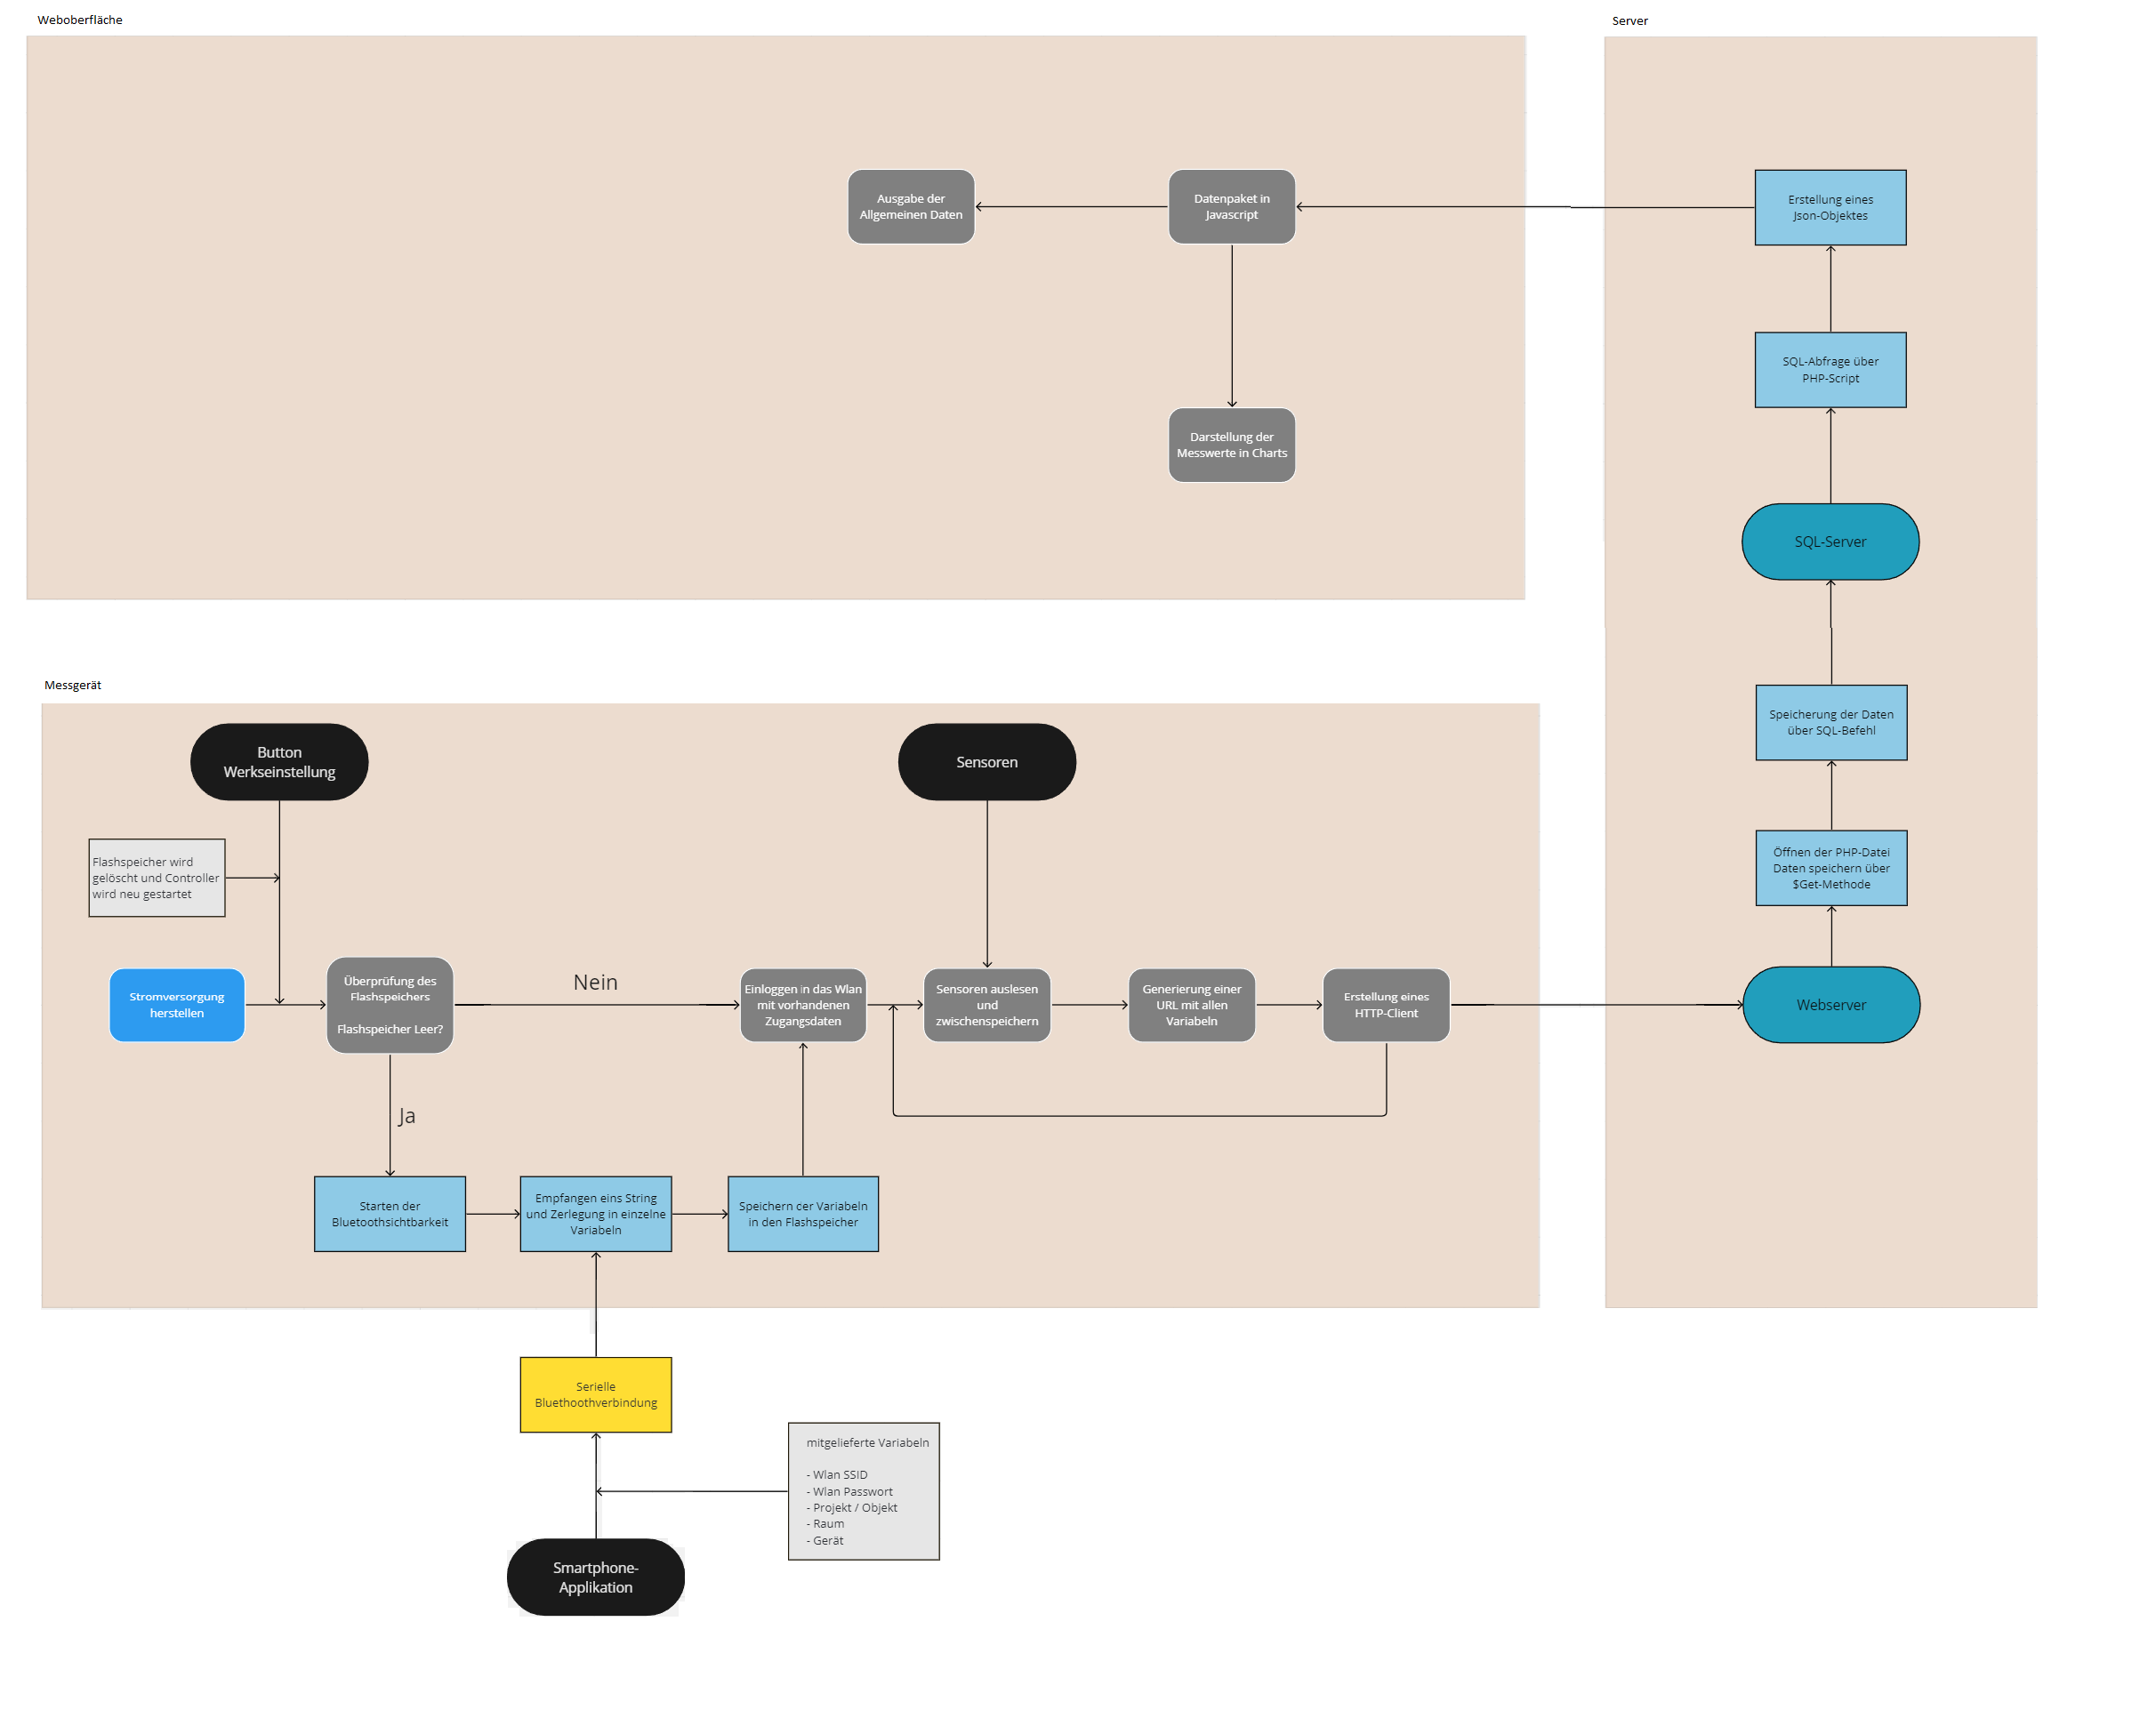 Weboberfläche
Server
Ausgabe der
Allgemeinen Daten
Datenpaket in
Javascript
Erstellung eines
Json-Objektes
SQL-Abfrage über
PHP-Script
Darstellung der
Messwerte in Charts
SQL-Server
Messgerät
Speicherung der Daten
über SQL-Befehl
Button
Werkseinstellung
Sensoren
Flashspeicher wird
gelöscht und Controller
wird neu gestartet
Öffnen der PHP-Datei
Daten speichern über
$Get-Methode
Stromversorgung
herstellen
Überprüfung des
Flashspeichers
Flashspeicher Leer?
Nein
Einloggen in das Wlan
mit vorhandenen
Zugangsdaten
Sensoren auslesen
und
zwischenspeichern
Generierung einer
URL mit allen
Variabeln
Erstellung eines
HTTP-Client
Webserver
Ja
Starten der
Bluetoothsichtbarkeit
Empfangen eins String
und Zerlegung in einzelne
Variabeln
Speichern der Variabeln
in den Flashspeicher
Serielle
Bluethoothverbindung
mitgelieferte Variabeln
- Wlan SSID
- Wlan Passwort
- Projekt / Objekt
- Raum
- Gerät
Smartphone-
Applikation